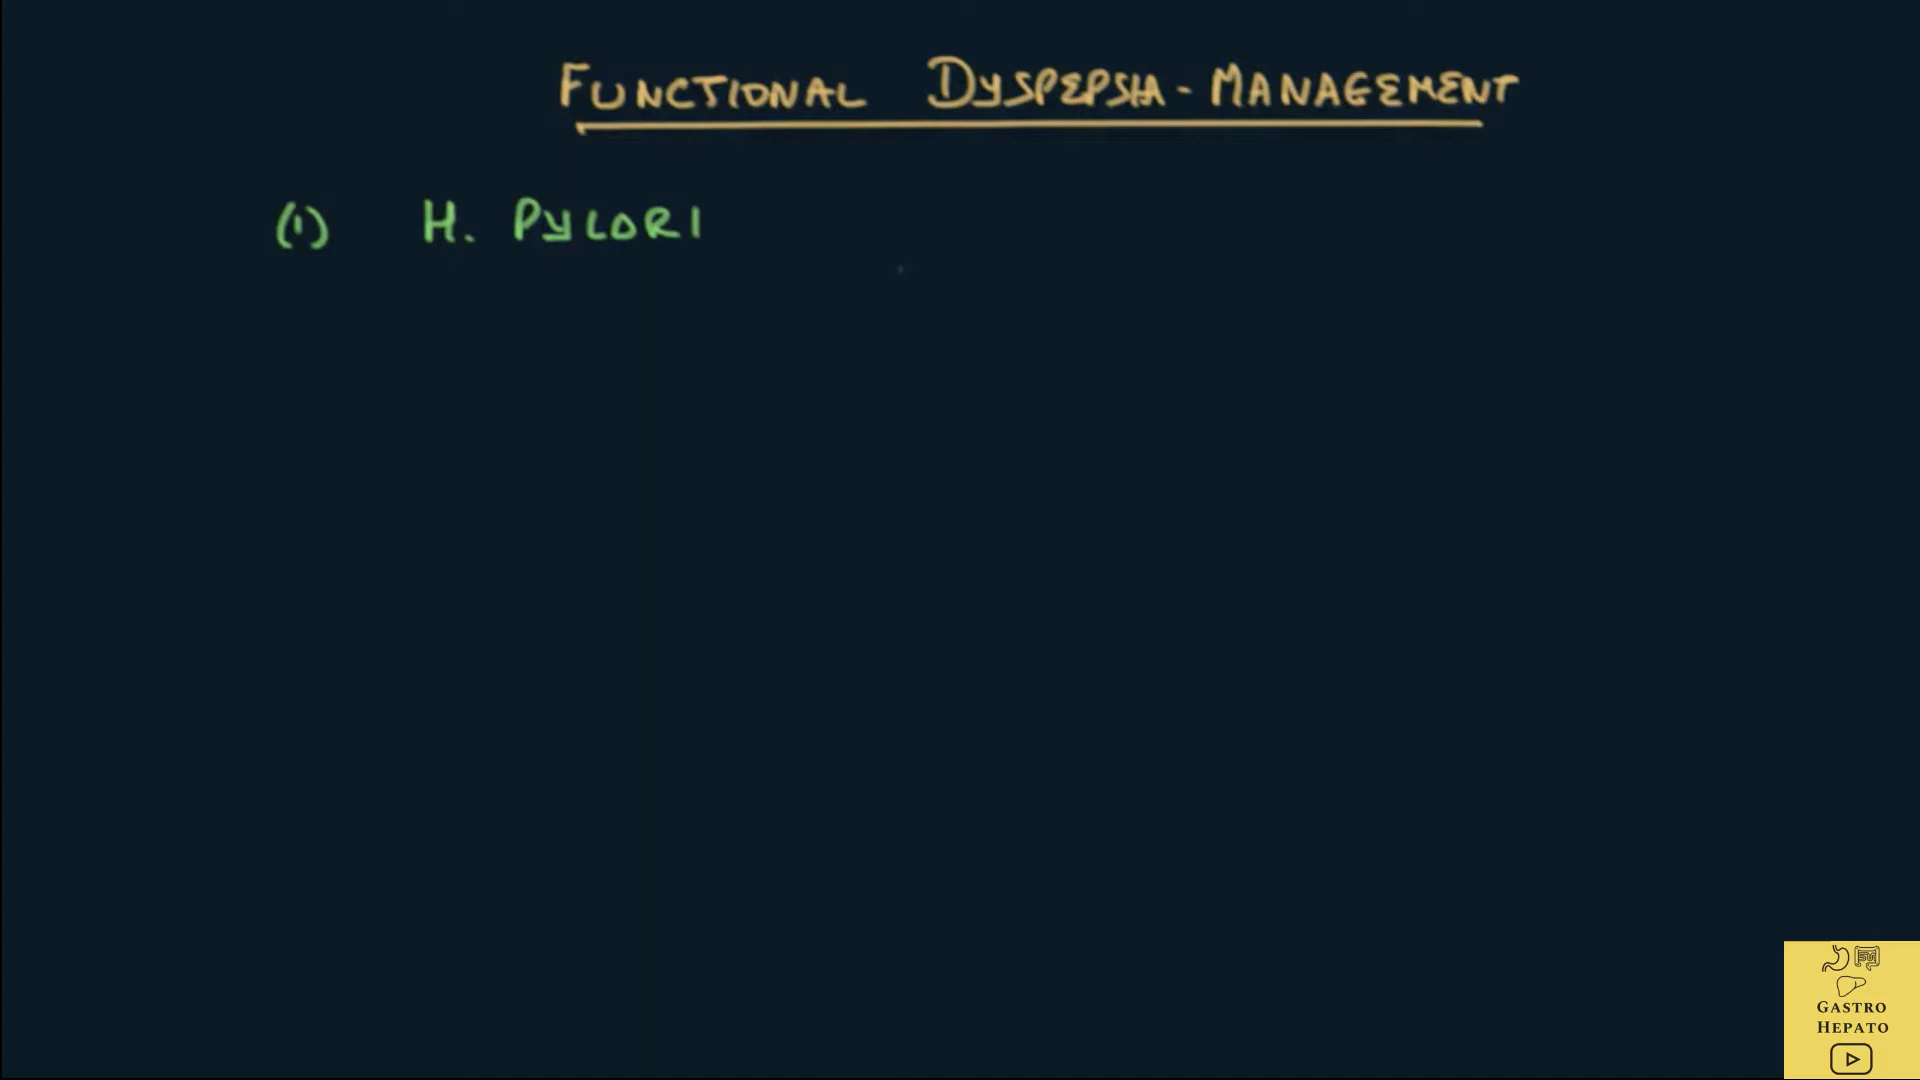 FUNCTIONAL DYSPEPSIA - MANAGEMENT
(1) H. PYLORI
GASTRO
HEPATO